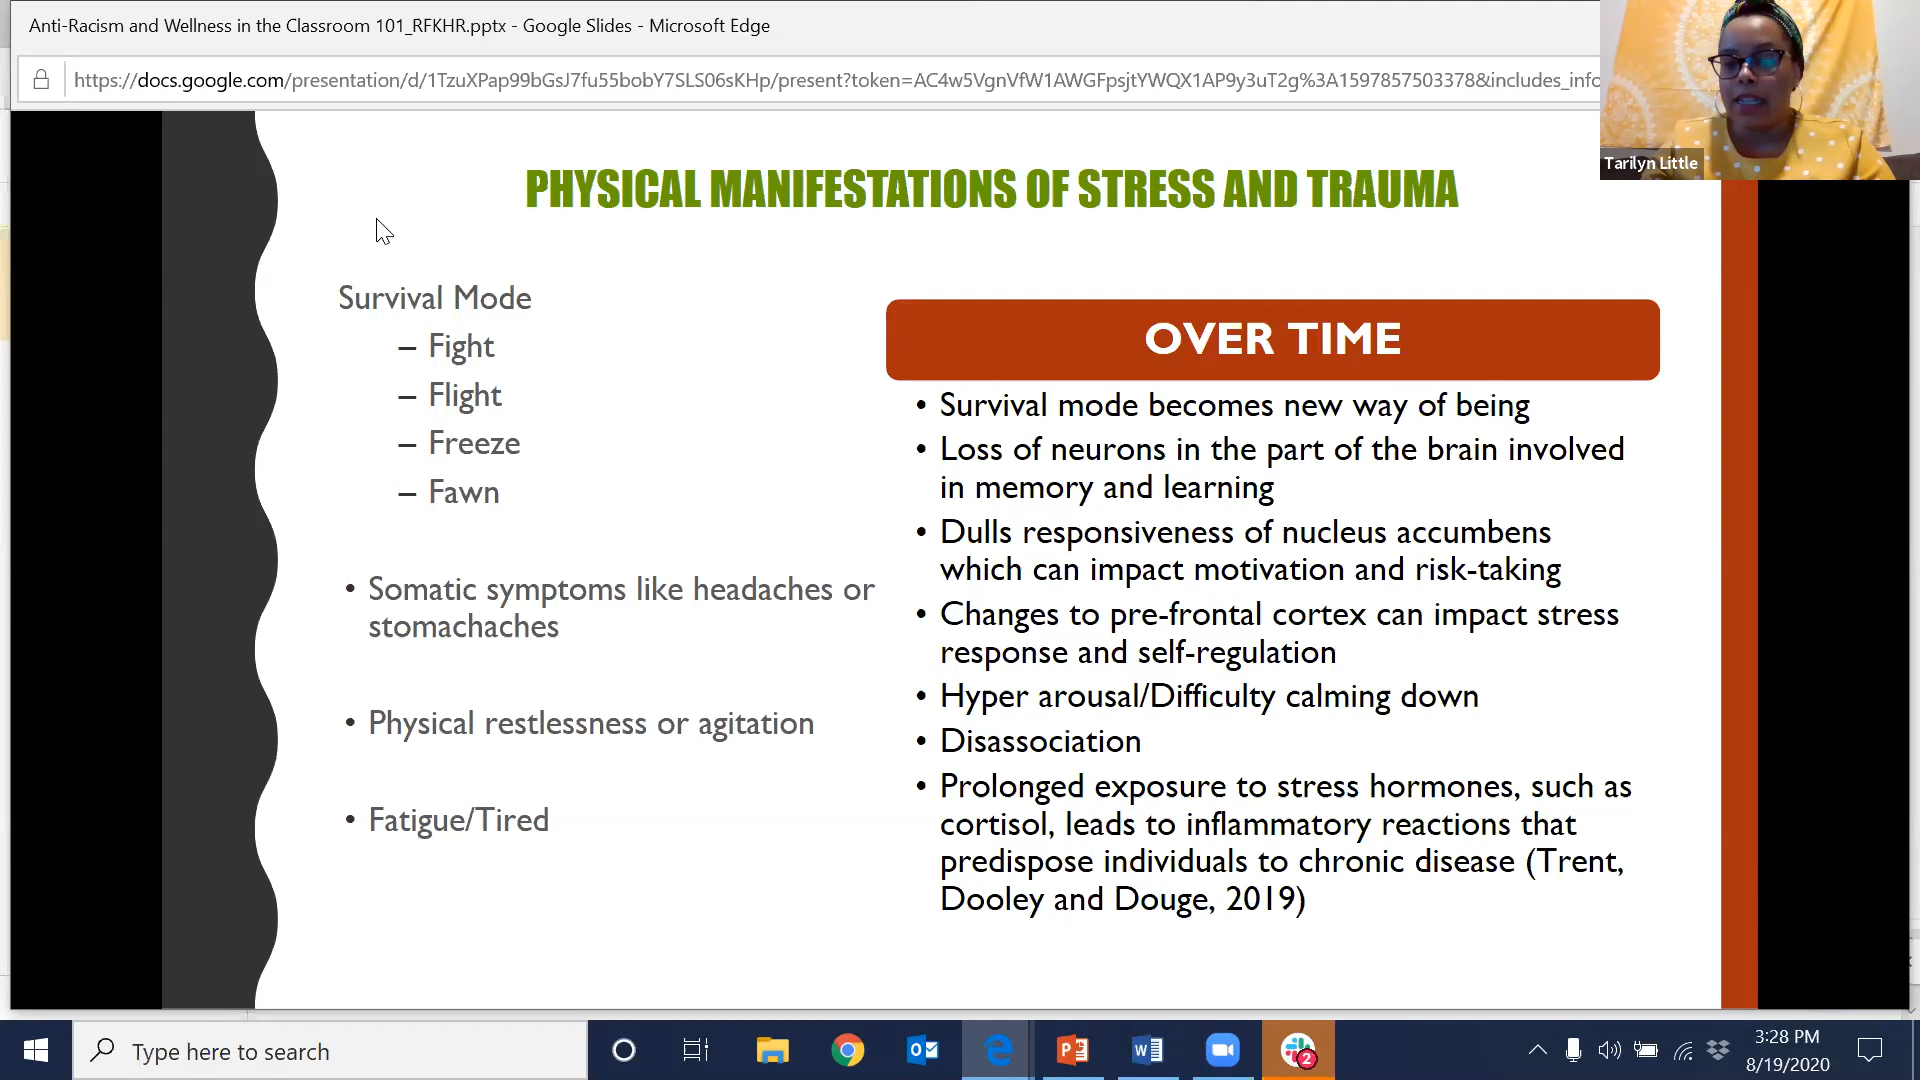 Anti-Racism and Wellness in the Classroom 101_RFKHR.pptx - Google Slides - Microsoft Edge
https://docs.google.com/presentation/d/1TzuXPap99bGsJ7fu55bobY7SLS06sKHp/present?token=AC4w5VgnVfW1AWGFpsjtYWQX1AP9y3uT2g%3A1597857503378&includes_info
Tarilyn Little
PHYSICAL MANIFESTATIONS OF STRESS AND TRAUMA
Survival Mode
– Fight
– Flight
– Freeze
– Fawn
• Somatic symptoms like headaches or
stomachaches
• Physical restlessness or agitation
• Fatigue/Tired
OVER TIME
• Survival mode becomes new way of being
• Loss of neurons in the part of the brain involved
in memory and learning
• Dulls responsiveness of nucleus accumbens
which can impact motivation and risk-taking
• Changes to pre-frontal cortex can impact stress
response and self-regulation
• Hyper arousal/Difficulty calming down
• Disassociation
• Prolonged exposure to stress hormones, such as
cortisol, leads to inflammatory reactions that
predispose individuals to chronic disease (Trent,
Dooley and Douge, 2019)
Type here to search
2
3:28 PM
8/19/2020